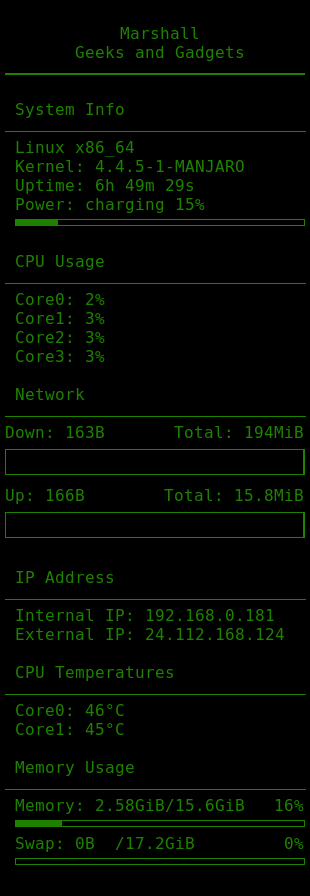 Marshall
Geeks and Gadgets
System Info
Linux x86_64
Kernel: 4.4.5-1-MANJARO
Uptime: 6h 49m 29s
Power: charging 15%
CPU Usage
Core0: 2%
Core1: 3%
Core2: 3%
Core3: 3%
Network
Down: 163B Total: 194MiB
Up: 166B Total: 15.8MiB
IP Address
Internal IP: 192.168.0.181
External IP: 24.112.168.124
CPU Temperatures
Core0: 46°C
Core1: 45°C
Memory Usage
Memory: 2.58GiB/15.6GiB 16%
Swap: 0B /17.2GiB 0%